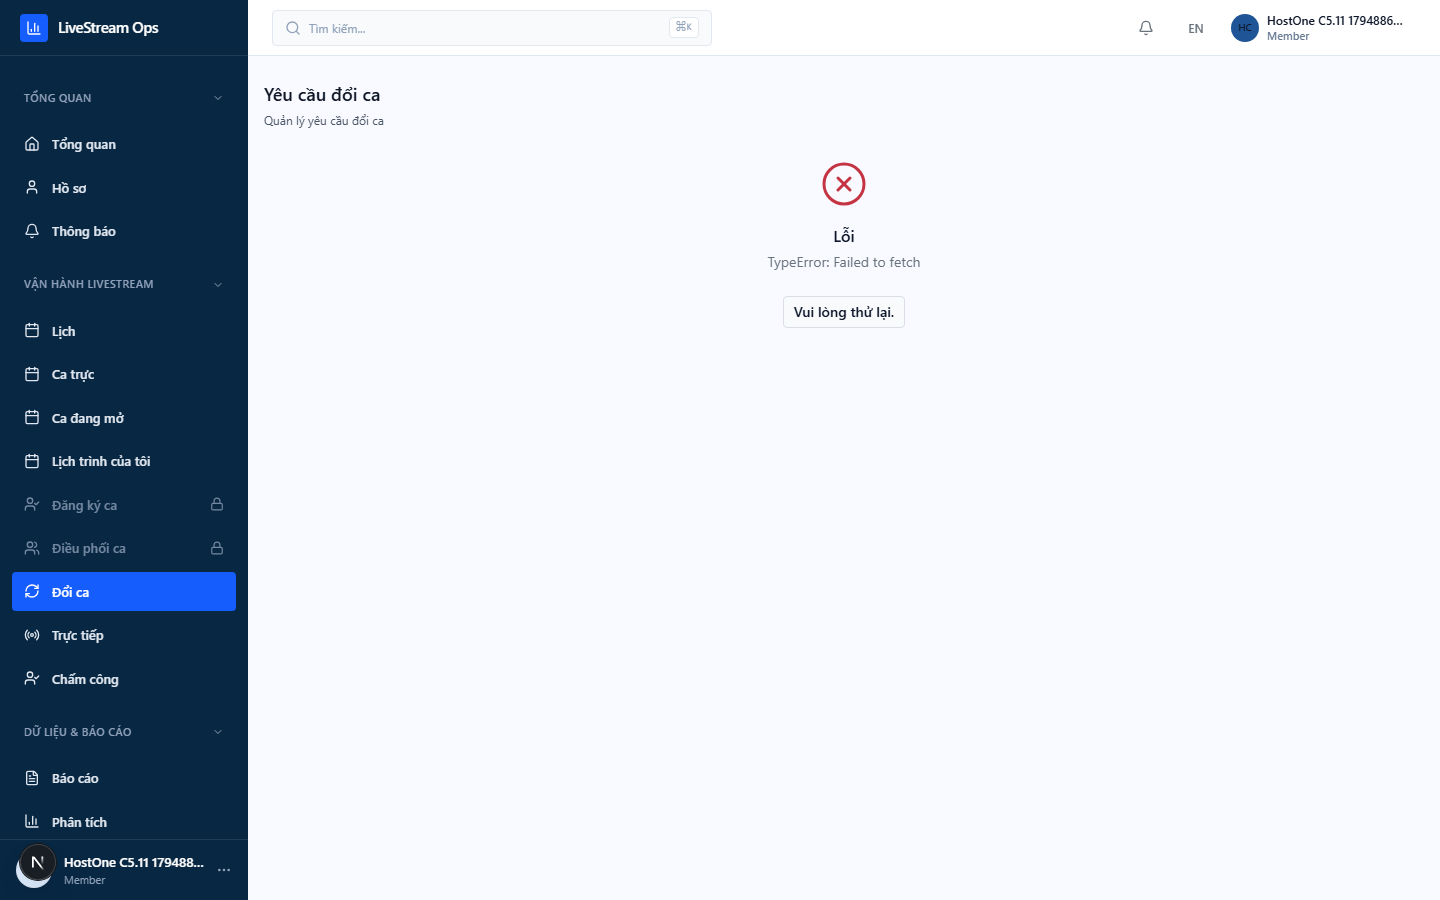 LiveStream Ops
Tìm kiếm...
⌘K
EN
HC
HostOne C5.11 1794886...
Member
TỔNG QUAN
Tổng quan
Hồ sơ
Thông báo
VẬN HÀNH LIVESTREAM
Lịch
Ca trực
Ca đang mở
Lịch trình của tôi
Đăng ký ca
Điều phối ca
Đổi ca
Trực tiếp
Chấm công
DỮ LIỆU & BÁO CÁO
Báo cáo
Phân tích
N
HostOne C5.11 179488...
Member
Yêu cầu đổi ca
Quản lý yêu cầu đổi ca
Lỗi
TypeError: Failed to fetch
Vui lòng thử lại.